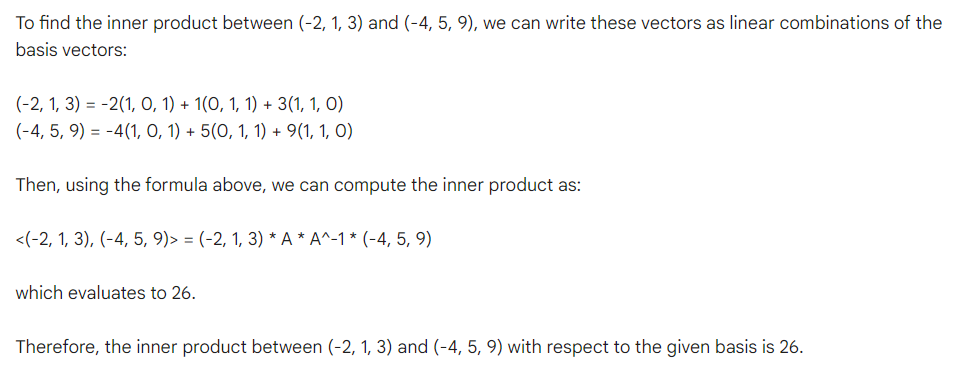 To find the inner product between (-2, 1, 3) and (-4, 5, 9), we can write these vectors as linear combinations of the
basis vectors:
(-2, 1, 3) = -2(1, 0, 1) + 1(0, 1, 1) + 3(1, 1, 0)
(-4, 5, 9) = -4(1, 0, 1) + 5(0, 1, 1) + 9(1, 1, 0)
Then, using the formula above, we can compute the inner product as:
<(-2, 1, 3), (-4, 5, 9)> = (-2, 1, 3) * A * A^-1 * (-4, 5, 9)
which evaluates to 26.
Therefore, the inner product between (-2, 1, 3) and (-4, 5, 9) with respect to the given basis is 26.